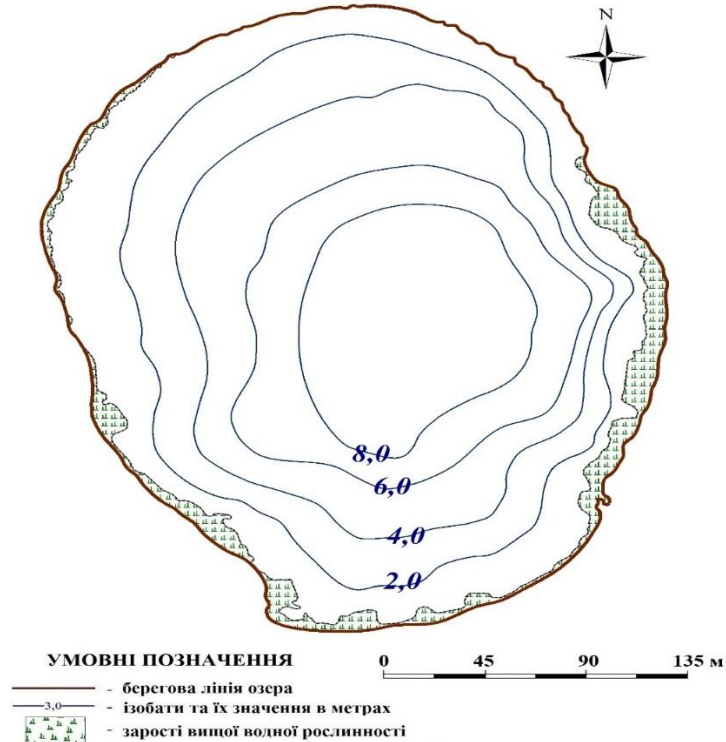 N
8,0
6,0
4,0
2,0
УМОВНІ ПОЗНАЧЕННЯ
0 45 90 135 м
- берегова лінія озера
3,0 - ізобати та їх значення в метрах
- зарості вищої водної рослинності